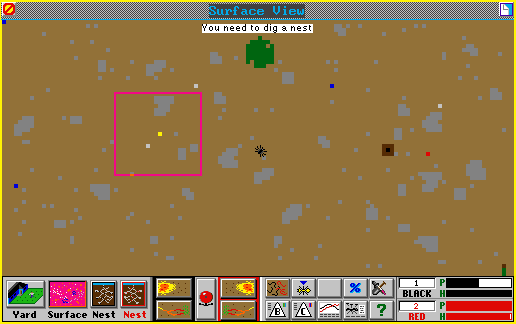 Surface View
You need to dig a nest
1
P
BLACK
H
%
2
P
B
C
?
RED
H
Yard
Surface
Nest
Nest